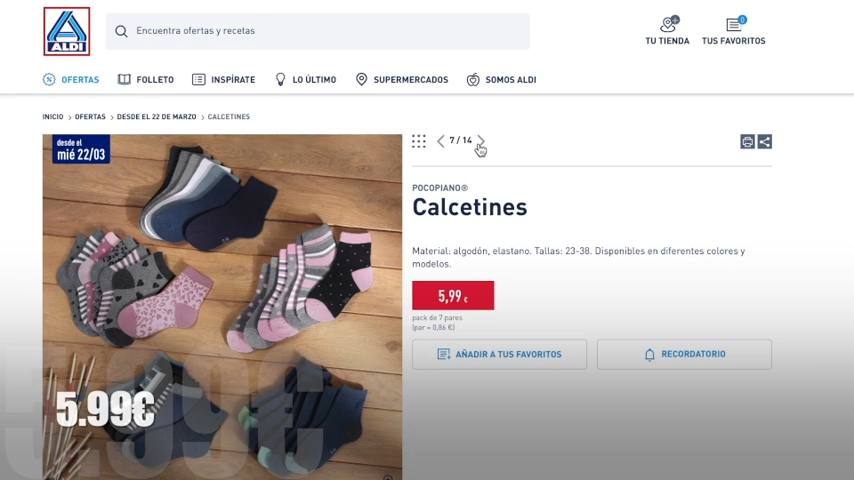 ALDI
Encuentra ofertas y recetas
TU TIENDA
0
TUS FAVORITOS
OFERTAS
FOLLETO
INSPÍRATE
LO ÚLTIMO
SUPERMERCADOS
SOMOS ALDI
INICIO > OFERTAS > DESDE EL 22 DE MARZO > CALCETINES
desde el
mié 22/03
7 / 14
POCOPIANO®
Calcetines
Material: algodón, elastano. Tallas: 23-38. Disponibles en diferentes colores y
modelos.
5,99 €
pack de 7 pares
(par = 0,86 €)
AÑADIR A TUS FAVORITOS
RECORDATORIO
5.99€
5.99€